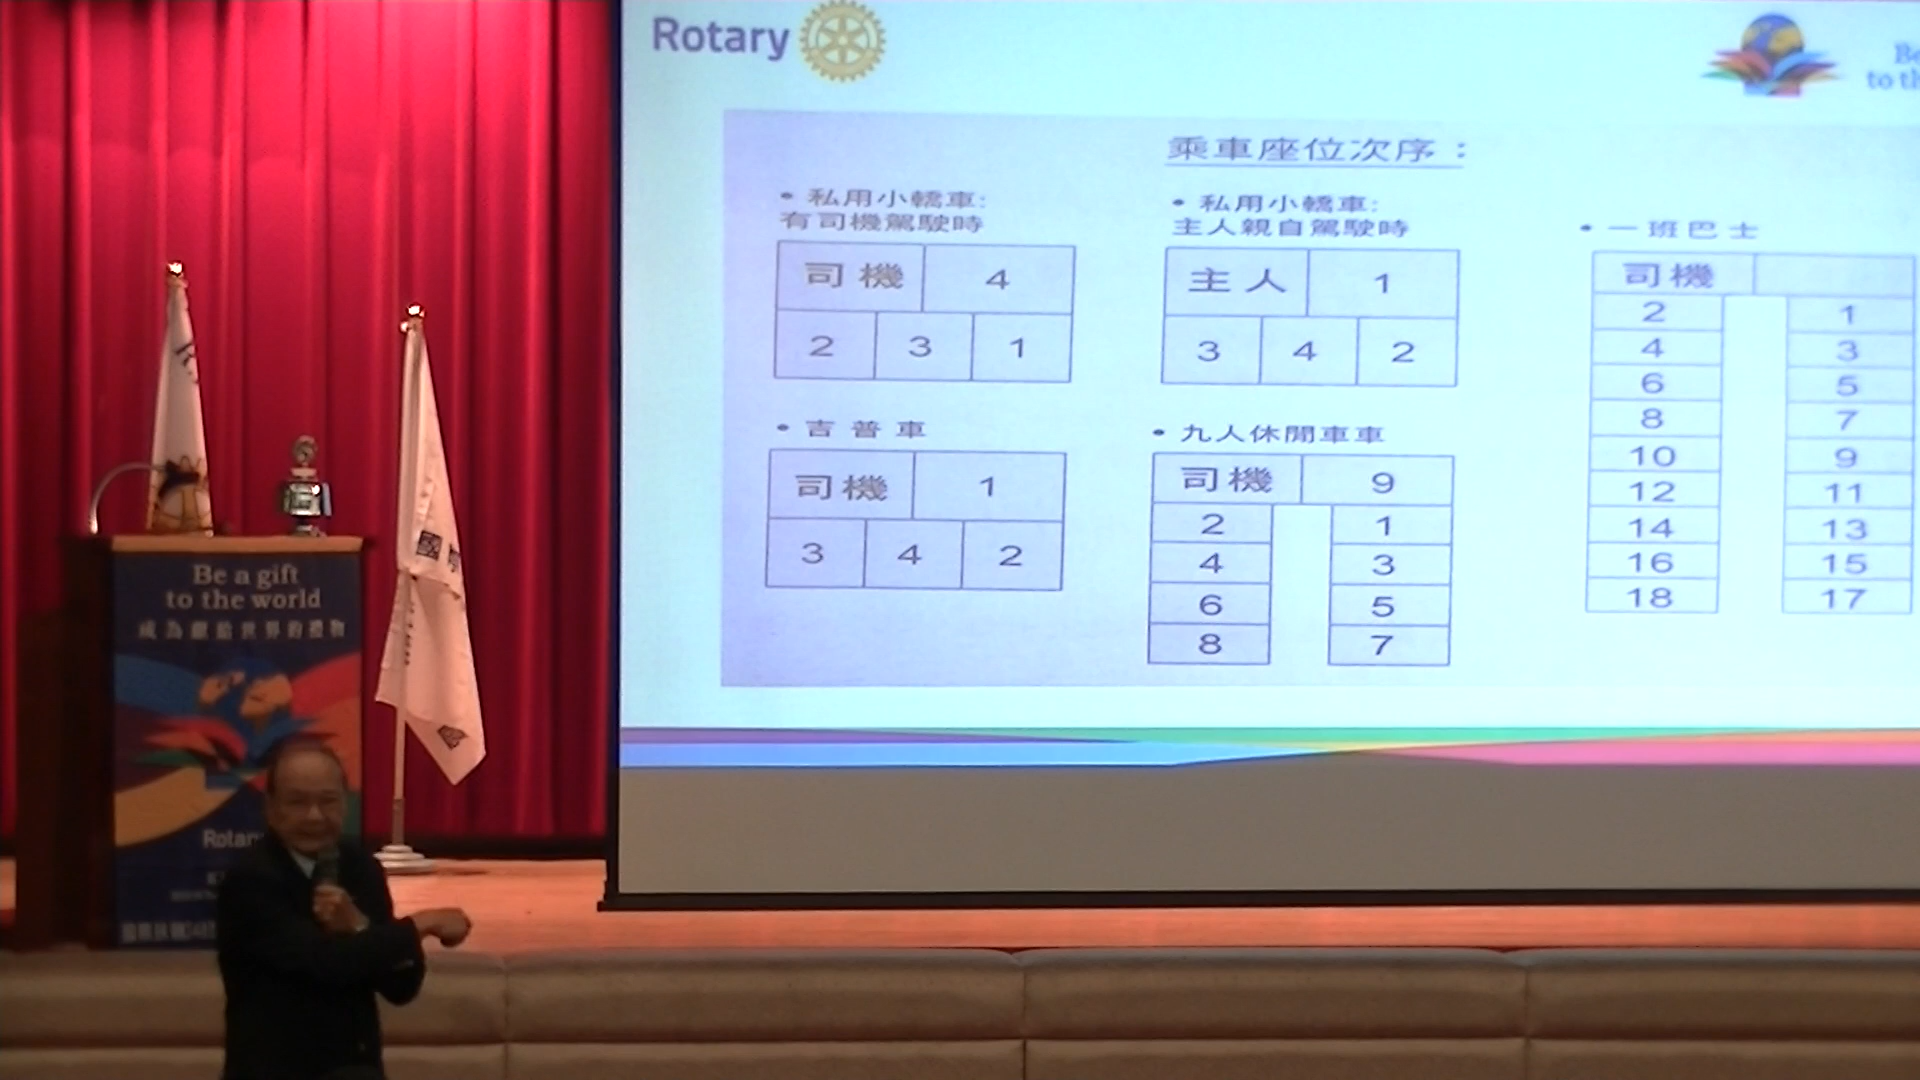 Rotary
Be
to th
乘車座位次序：
• 私用小轎車:
有司機駕駛時
司機 4
2 3 1
• 私用小轎車:
主人親自駕駛時
主人 1
3 4 2
• 一班巴士
司機
2 1
4 3
6 5
8 7
10 9
12 11
14 13
16 15
18 17
• 吉普車
司機 1
3 4 2
• 九人休閒車車
司機 9
2 1
4 3
6 5
8 7
Be a gift
to the world
成為獻給世界的禮物
Rotary